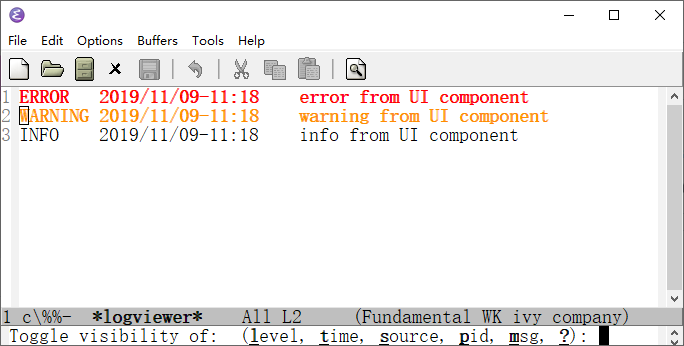 File Edit Options Buffers Tools Help
1 ERROR 2019/11/09-11:18 error from UI component
2 WARNING 2019/11/09-11:18 warning from UI component
3 INFO 2019/11/09-11:18 info from UI component
1 c\%%- *logviewer* All L2 (Fundamental WK ivy company)
Toggle visibility of: (level, time, source, pid, msg, ?):